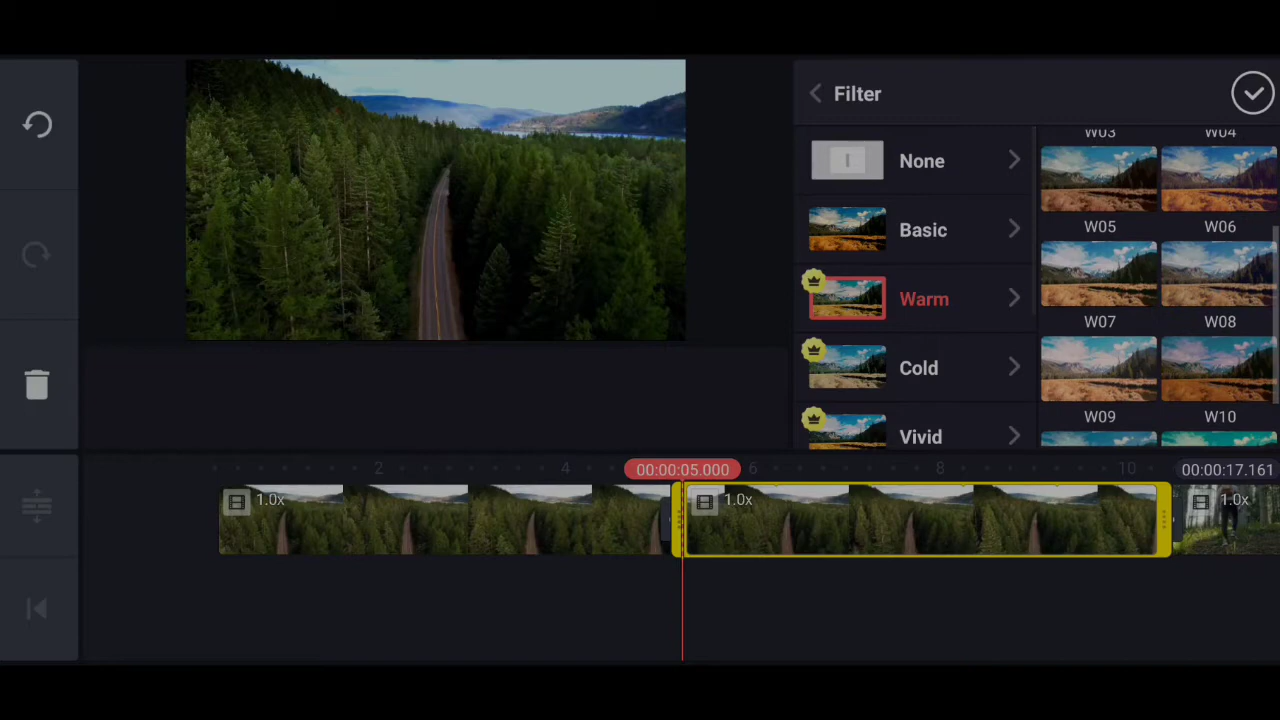 Filter
None
Basic
Warm
Cold
Vivid
W03 W04
W05 W06
W07 W08
W09 W10
2 4 00:00:05.000 6 8 10 00:00:17.161
1.0x 1.0x 1.0x